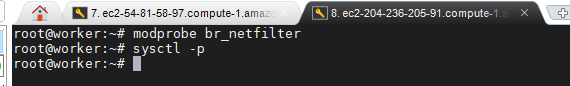 7. ec2-54-81-58-97.compute-1.amazo
8. ec2-204-236-205-91.compute-1.a
root@worker:~# modprobe br_netfilter
root@worker:~# sysctl -p
root@worker:~#